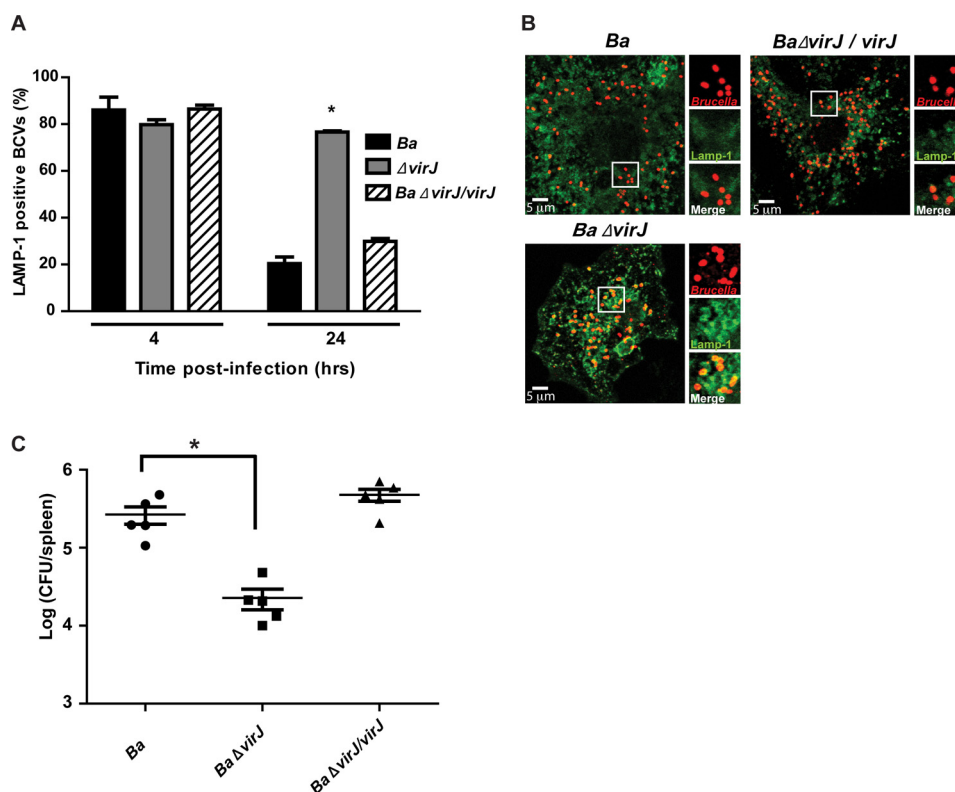 A
LAMP-1 positive BCVs (%)
100
80
60
40
20
0
*
Ba
ΔvirJ
Ba ΔvirJ/virJ
4
24
Time post-infection (hrs)
B
Ba
Brucella
Lamp-1
Merge
5 μm
BaΔvirJ / virJ
Brucella
Lamp-1
Merge
5 μm
Ba ΔvirJ
Brucella
Lamp-1
Merge
5 μm
C
Log (CFU/spleen)
6
5
4
3
*
Ba
Ba ΔvirJ
Ba ΔvirJ/virJ